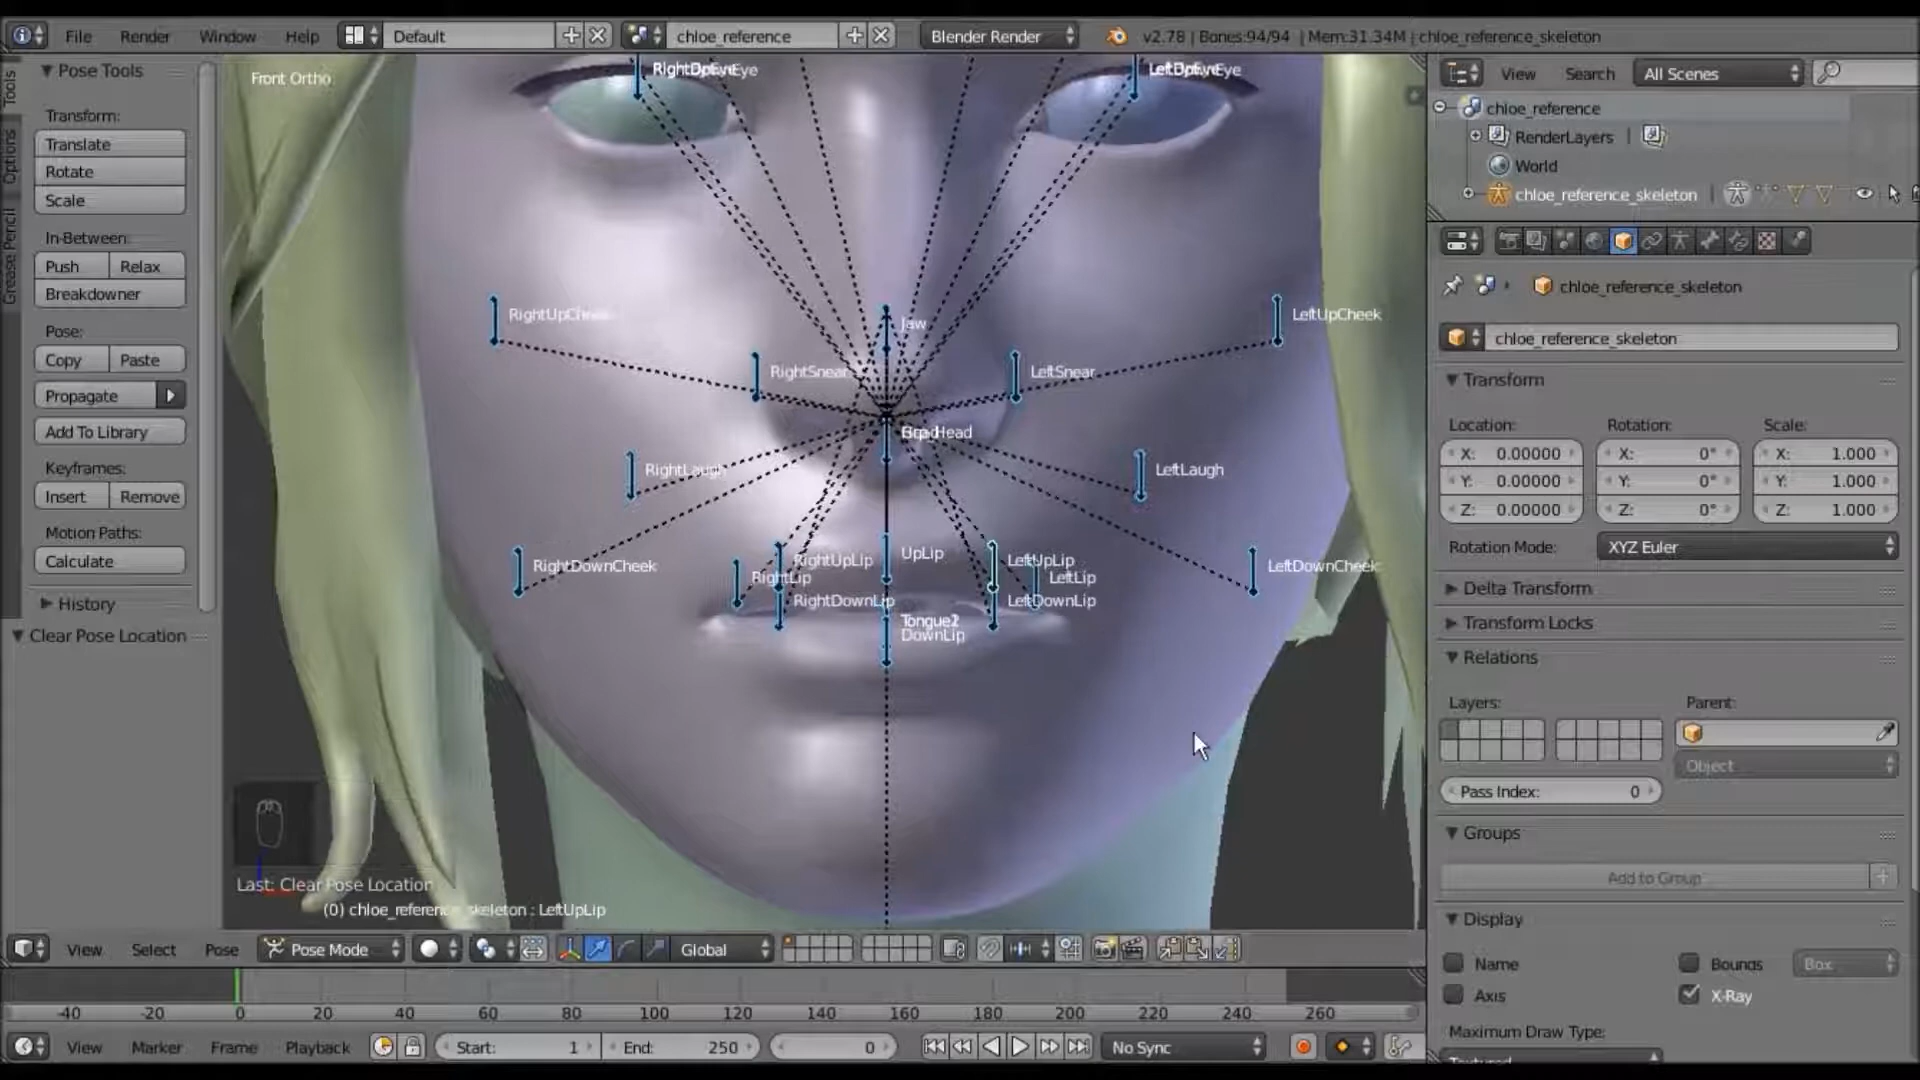 File Render Window Help Default chloe_reference Blender Render v2.78 | Bones:94/94 | Mem:31.34M | chloe_reference_skeleton
Pose Tools
Transform:
Translate
Rotate
Scale
In-Between:
Push Relax
Breakdowner
Pose:
Copy Paste
Propagate
Add To Library
Keyframes:
Insert Remove
Motion Paths:
Calculate
History
Clear Pose Location
Tools
Options
Grease Pencil
Front Ortho
Jaw
RightUpCheek
LeftUpCheek
RightSnear
LeftSnear
Head
RightLaugh
LeftLaugh
UpLip
RightUpLip
LeftUpLip
RightDownCheek
LeftDownCheek
RightLip
LeftLip
RightDownLip
LeftDownLip
DownLip
Last: Clear Pose Location
(0) chloe_reference_skeleton : LeftUpLip
View Select Pose Pose Mode Global
-40 -20 0 20 40 60 80 100 120 140 160 180 200 220 240 260
View Marker Frame Playback Start: 1 End: 250 0 No Sync
View Search All Scenes
chloe_reference
RenderLayers |
World
chloe_reference_skeleton |
chloe_reference_skeleton
chloe_reference_skeleton
Transform
Location: Rotation: Scale:
X: 0.00000 X: 0° X: 1.000
Y: 0.00000 Y: 0° Y: 1.000
Z: 0.00000 Z: 0° Z: 1.000
Rotation Mode: XYZ Euler
Delta Transform
Transform Locks
Relations
Layers: Parent:
Object
Pass Index: 0
Groups
Add to Group
Display
Name Bounds Box
Axis X-Ray
Maximum Draw Type:
Textured